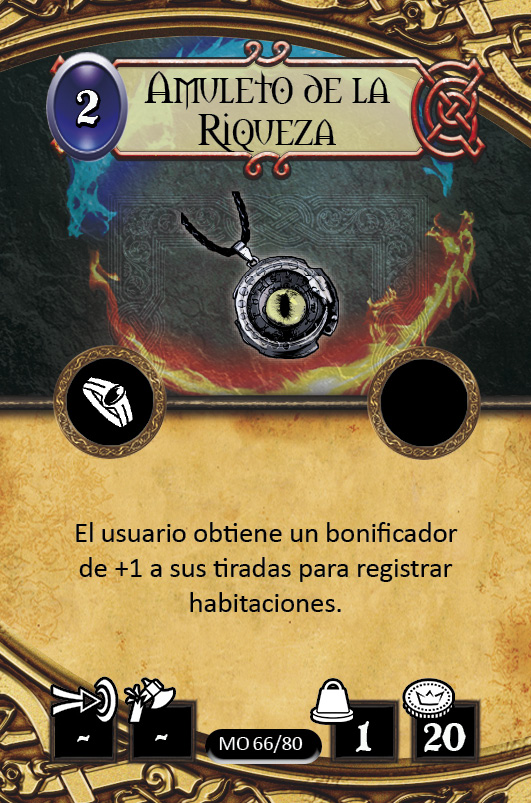 2
Amuleto de la
Riqueza
El usuario obtiene un bonificador
de +1 a sus tiradas para registrar
habitaciones.
~ ~ MO 66/80 1 20